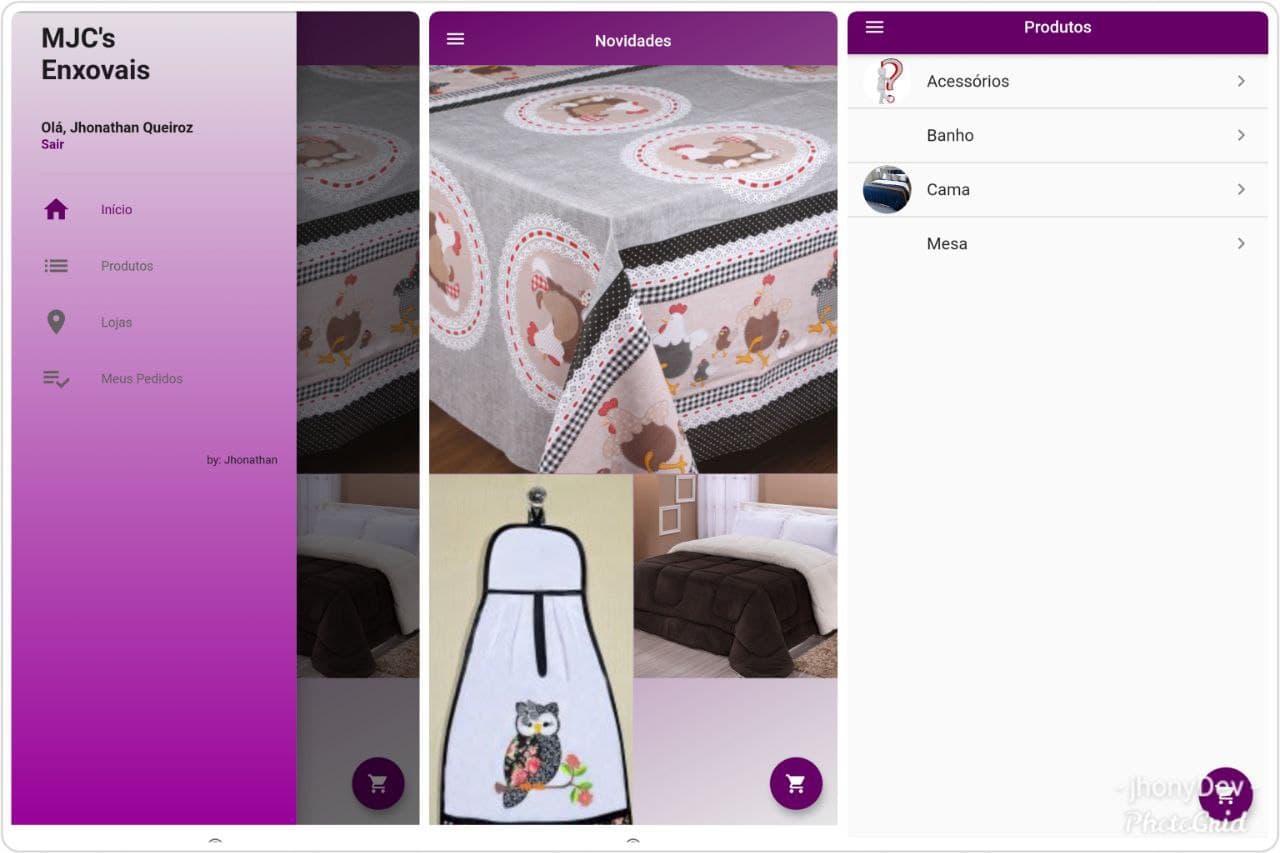 MJC's
Enxovais
Olá, Jhonathan Queiroz
Sair
Início
Produtos
Lojas
Meus Pedidos
by: Jhonathan
Novidades
Produtos
Acessórios
Banho
Cama
Mesa
- jhonyDev -
PhotoGrid